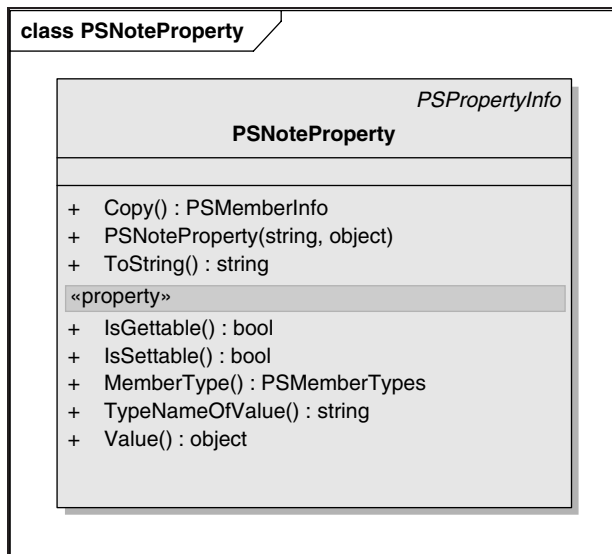 class PSNoteProperty
PSPropertyInfo
PSNoteProperty
+ Copy() : PSMemberInfo
+ PSNoteProperty(string, object)
+ ToString() : string
«property»
+ IsGettable() : bool
+ IsSettable() : bool
+ MemberType() : PSMemberTypes
+ TypeNameOfValue() : string
+ Value() : object